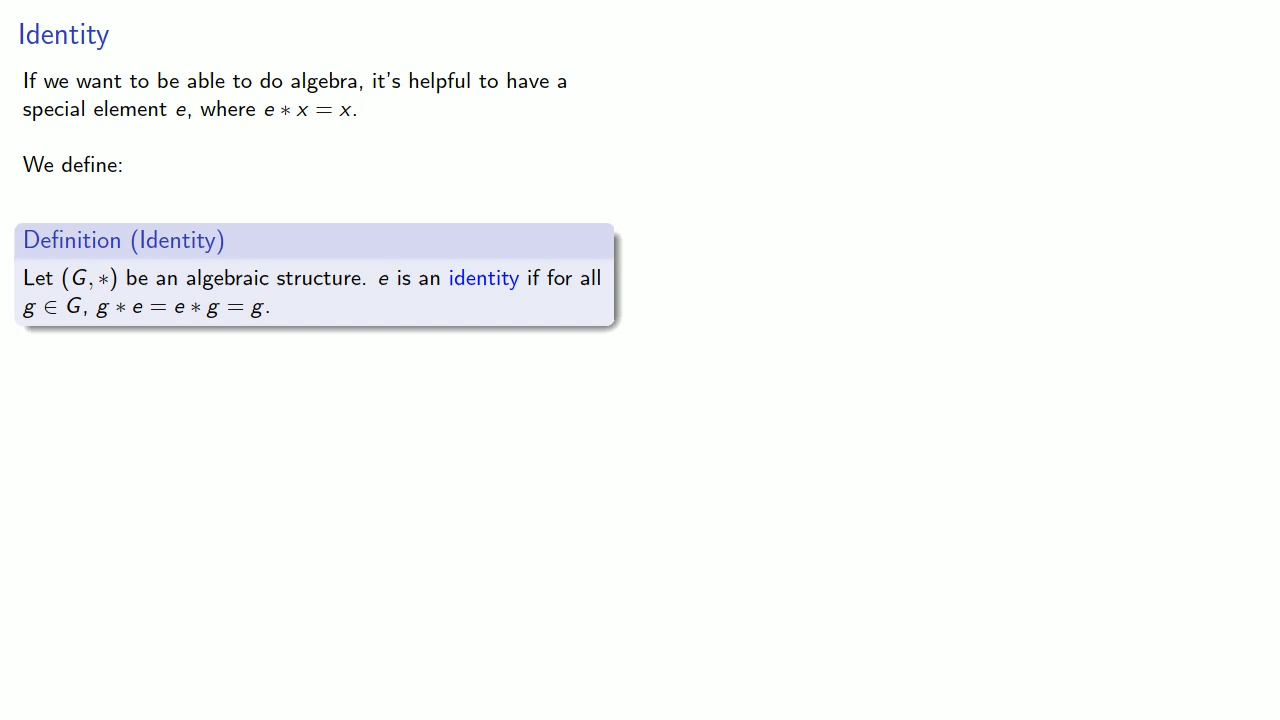 Identity
If we want to be able to do algebra, it's helpful to have a
special element e, where e ∗ x = x.
We define:
Definition (Identity)
Let (G, ∗) be an algebraic structure. e is an identity if for all
g ∈ G, g ∗ e = e ∗ g = g.